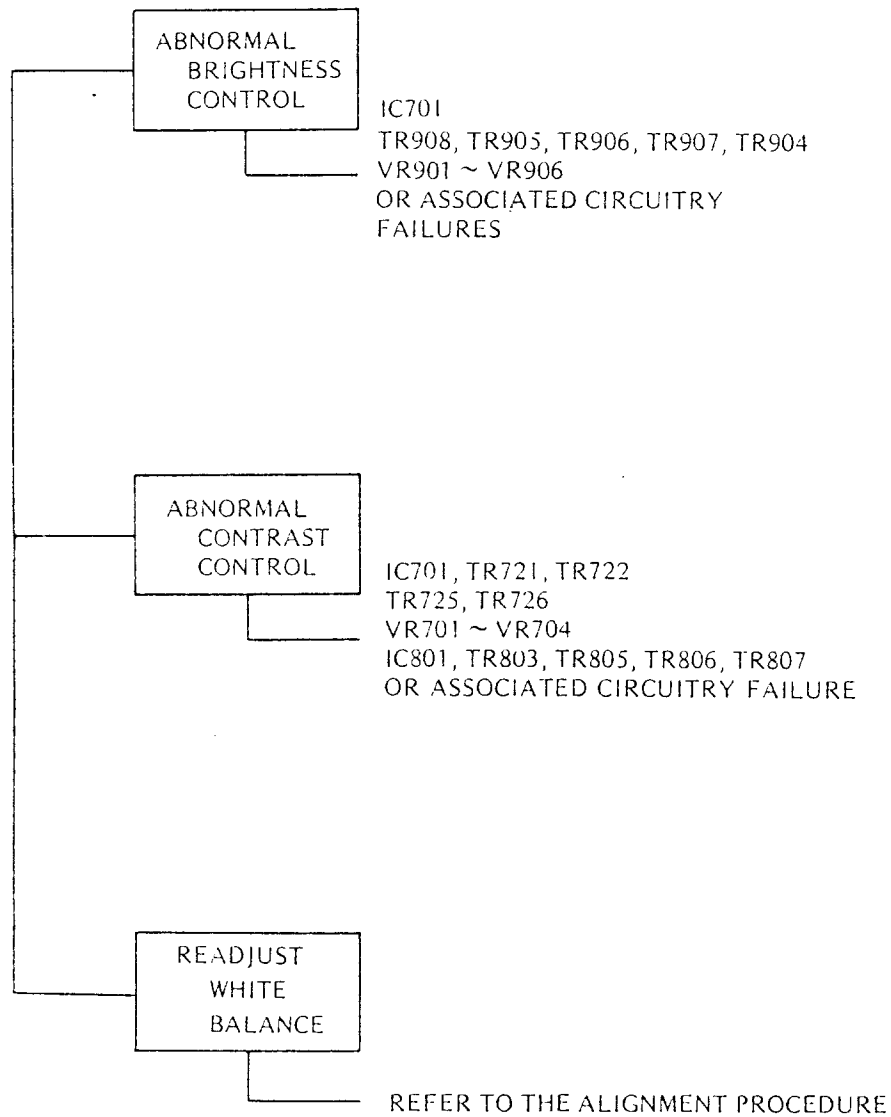 ABNORMAL
BRIGHTNESS
CONTROL
IC701
TR908, TR905, TR906, TR907, TR904
VR901 ~ VR906
OR ASSOCIATED CIRCUITRY
FAILURES
ABNORMAL
CONTRAST
CONTROL
IC701, TR721, TR722
TR725, TR726
VR701 ~ VR704
IC801, TR803, TR805, TR806, TR807
OR ASSOCIATED CIRCUITRY FAILURE
READJUST
WHITE
BALANCE
REFER TO THE ALIGNMENT PROCEDURE